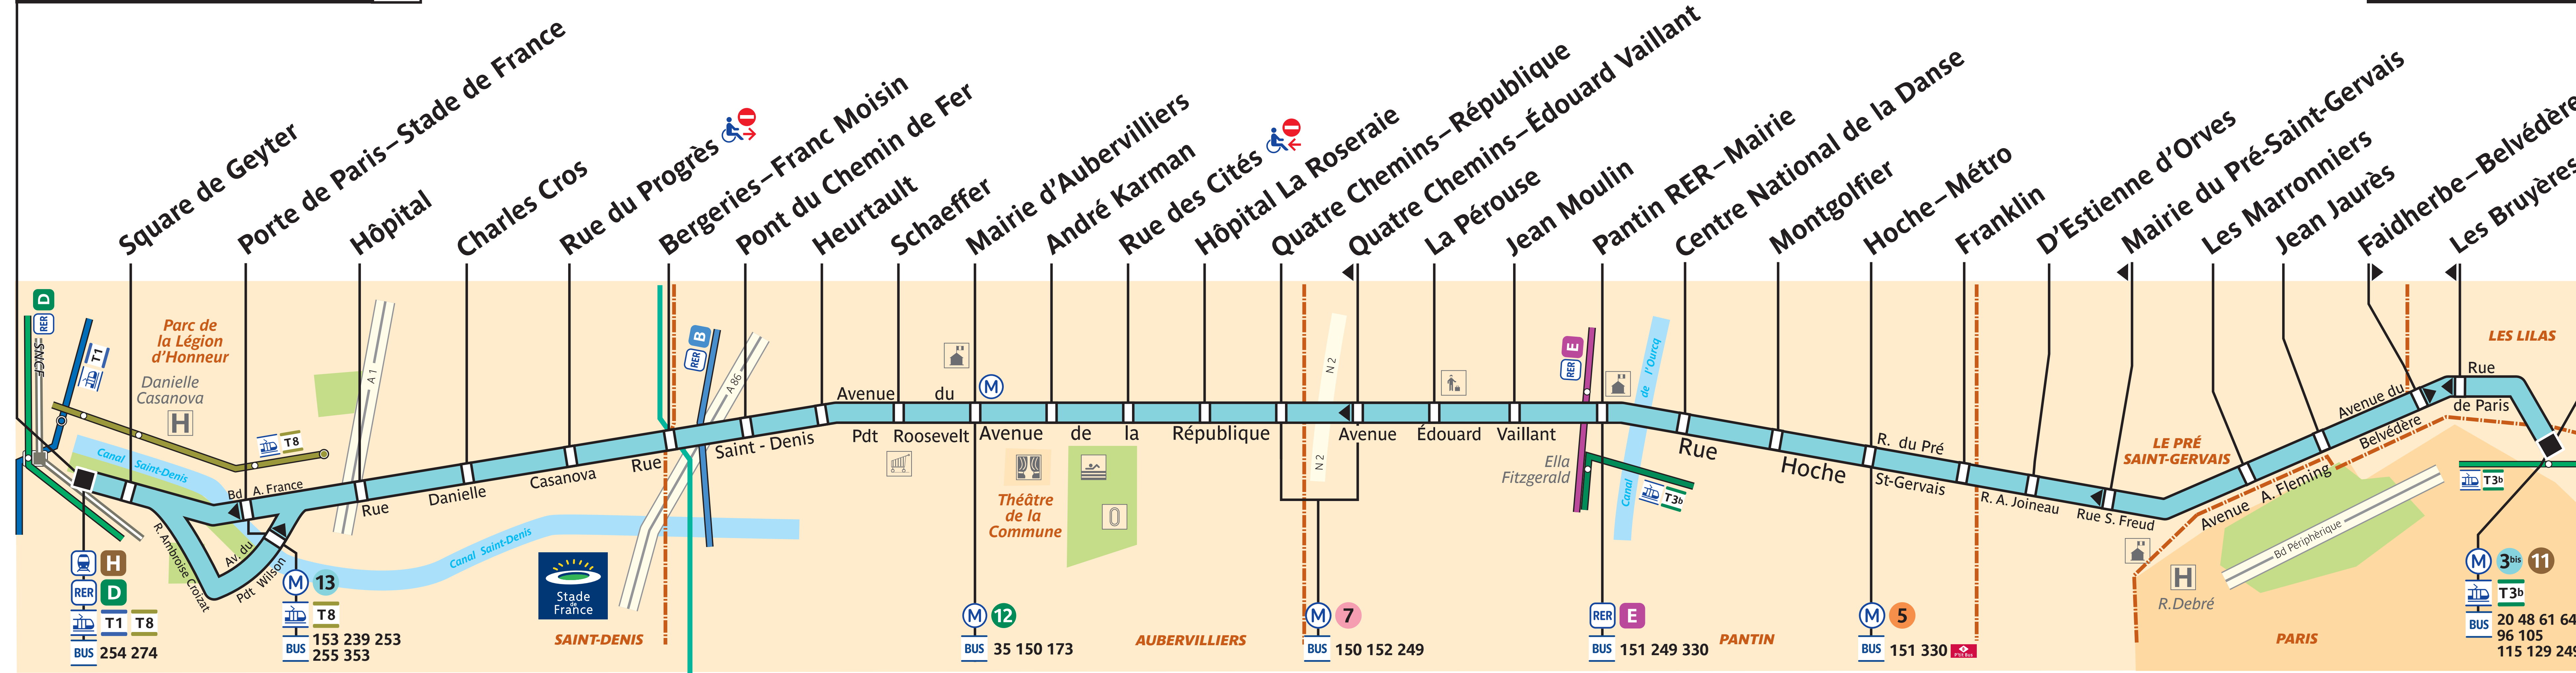 Square de Geyter
Porte de Paris – Stade de France
Hôpital
Charles Cros
Rue du Progrès
Bergeries – Franc Moisin
Pont du Chemin de Fer
Heurtault
Schaeffer
Mairie d'Aubervilliers
André Karman
Rue des Cités
Hôpital La Roseraie
Quatre Chemins – République
Quatre Chemins – Édouard Vaillant
La Pérouse
Jean Moulin
Pantin RER – Mairie
Centre National de la Danse
Montgolfier
Hoche – Métro
Franklin
D'Estienne d'Orves
Mairie du Pré-Saint-Gervais
Les Marronniers
Jean Jaurès
Faidherbe – Belvédère
Les Bruyères
D
RER
SNCF
T1
Parc de
la Légion
d'Honneur
Danielle
Casanova
H
T8
Canal Saint-Denis
Bd A. France
R. Ambroise Croizat
Av. du
Pdt Wilson
A 1
Rue
Danielle
Casanova
Rue
Saint - Denis
B
RER
A 86
Canal Saint-Denis
Stade
de
France
Avenue du
Pdt Roosevelt
M
Avenue de la République
Théâtre
de la
Commune
N 2
N 2
Avenue Édouard Vaillant
E
RER
Ella
Fitzgerald
Canal de l'Ourcq
T3b
Rue
Hoche
R. du Pré
St-Gervais
R. A. Joineau
Rue S. Freud
LE PRÉ
SAINT-GERVAIS
Avenue A. Fleming
Avenue du
Belvédère
Bd Périphérique
H
R.Debré
LES LILAS
Rue
de Paris
T3b
H
RER D
T1 T8
BUS 254 274
M 13
T8
BUS 153 239 253
255 353
SAINT-DENIS
M 12
BUS 35 150 173
AUBERVILLIERS
M 7
BUS 150 152 249
RER E
BUS 151 249 330
PANTIN
M 5
BUS 151 330
PARIS
M 3bis 11
T3b
BUS 20 48 61 64
96 105
115 129 249